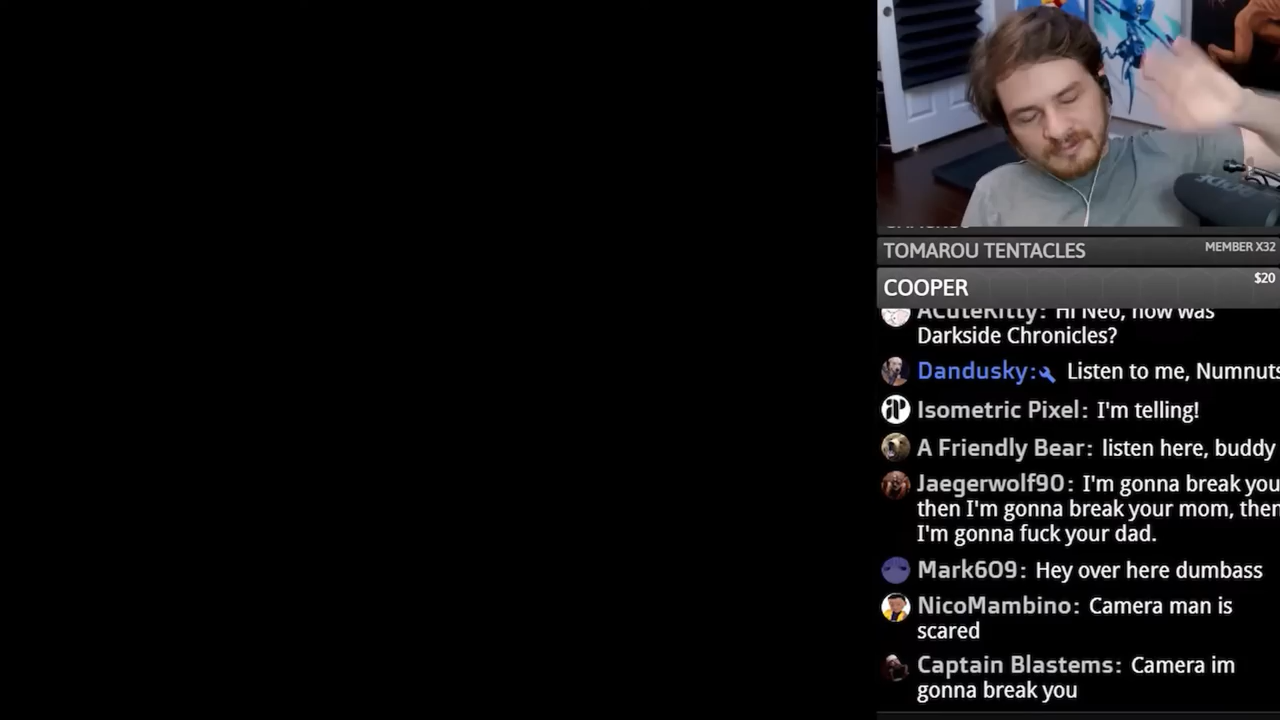 TOMAROU TENTACLES
MEMBER X32
COOPER
$20
ACuteKitty: Hi Neo, how was
Darkside Chronicles?
Dandusky: Listen to me, Numnuts
Isometric Pixel: I'm telling!
A Friendly Bear: listen here, buddy
Jaegerwolf90: I'm gonna break you
then I'm gonna break your mom, then
I'm gonna fuck your dad.
Mark609: Hey over here dumbass
NicoMambino: Camera man is
scared
Captain Blastems: Camera im
gonna break you